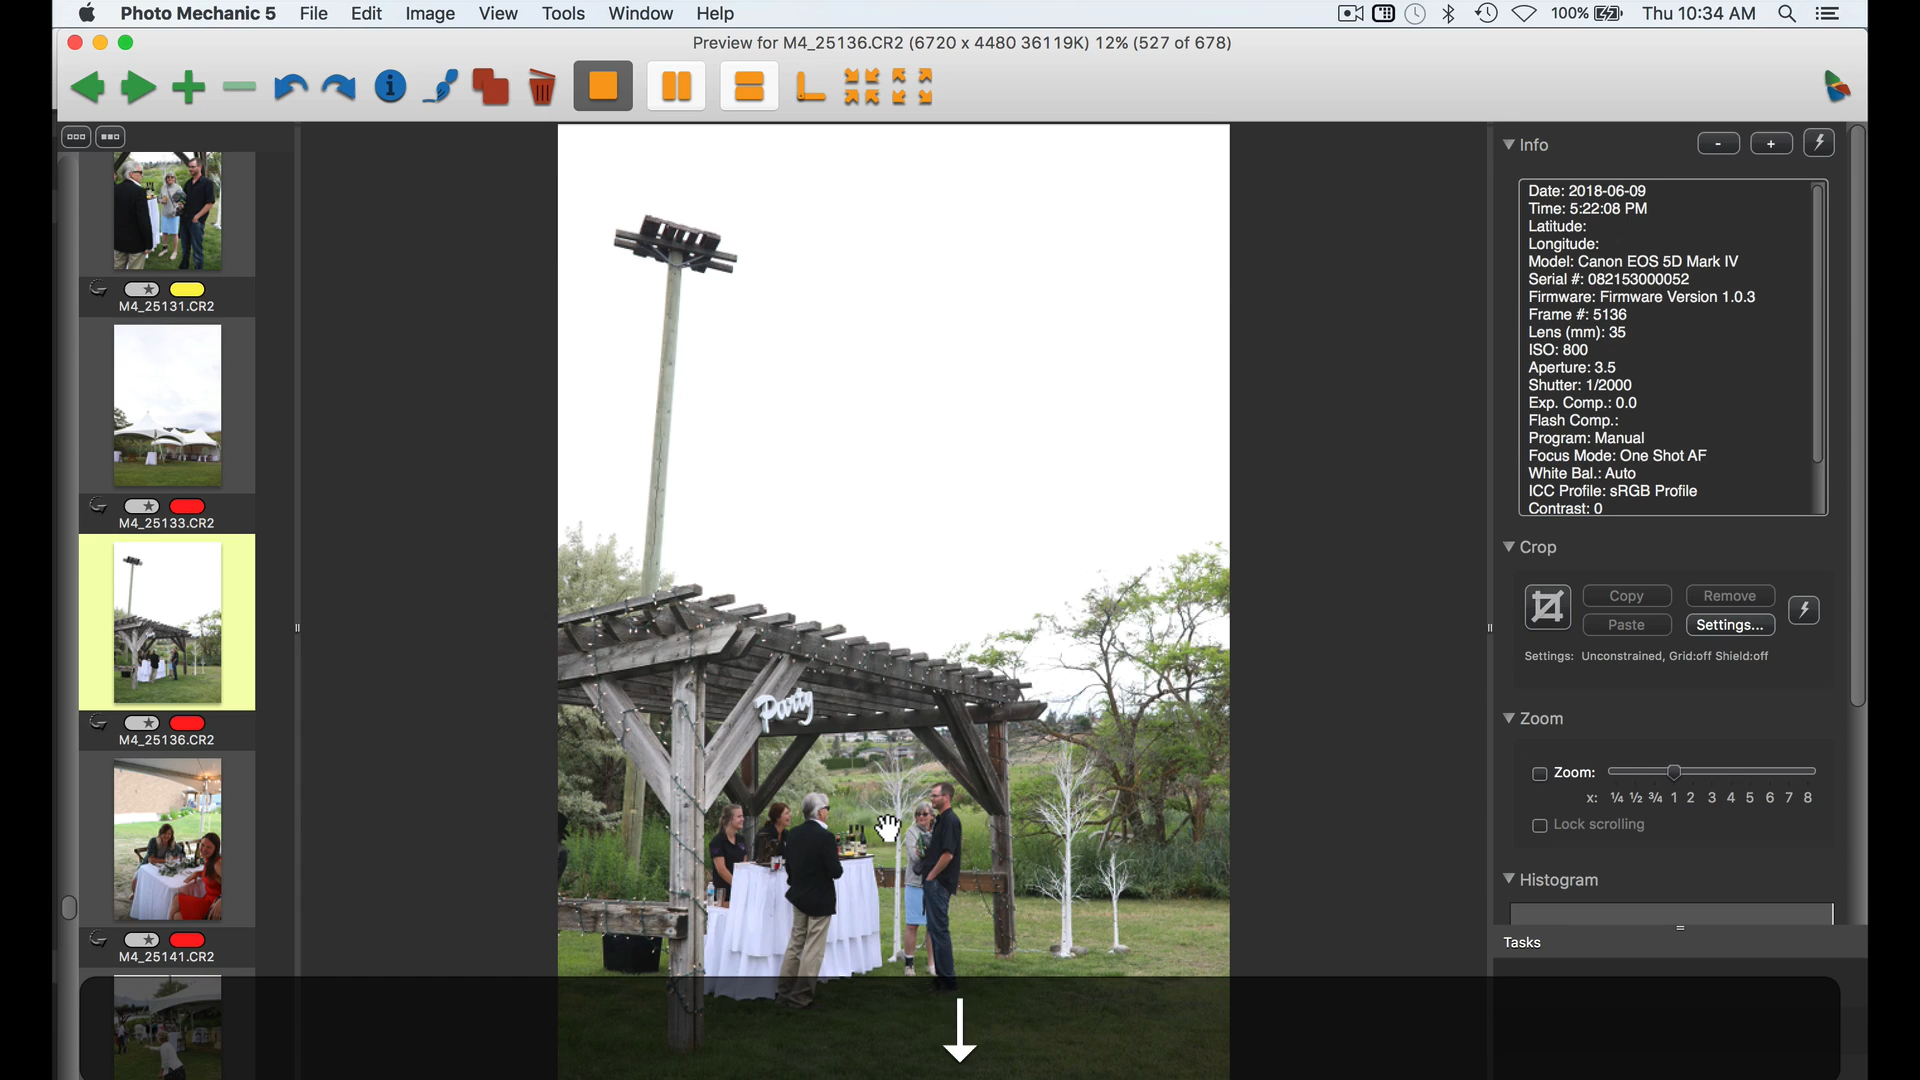 Photo Mechanic 5 File Edit Image View Tools Window Help
100% Thu 10:34 AM
Preview for M4_25136.CR2 (6720 x 4480 36119K) 12% (527 of 678)
M4_25131.CR2
M4_25133.CR2
M4_25136.CR2
M4_25141.CR2
Party
Info - +
Date: 2018-06-09
Time: 5:22:08 PM
Latitude:
Longitude:
Model: Canon EOS 5D Mark IV
Serial #: 082153000052
Firmware: Firmware Version 1.0.3
Frame #: 5136
Lens (mm): 35
ISO: 800
Aperture: 3.5
Shutter: 1/2000
Exp. Comp.: 0.0
Flash Comp.:
Program: Manual
Focus Mode: One Shot AF
White Bal.: Auto
ICC Profile: sRGB Profile
Contrast: 0
Crop
Copy Remove
Paste Settings...
Settings: Unconstrained, Grid:off Shield:off
Zoom
Zoom:
x: ¼ ½ ¾ 1 2 3 4 5 6 7 8
Lock scrolling
Histogram
Tasks